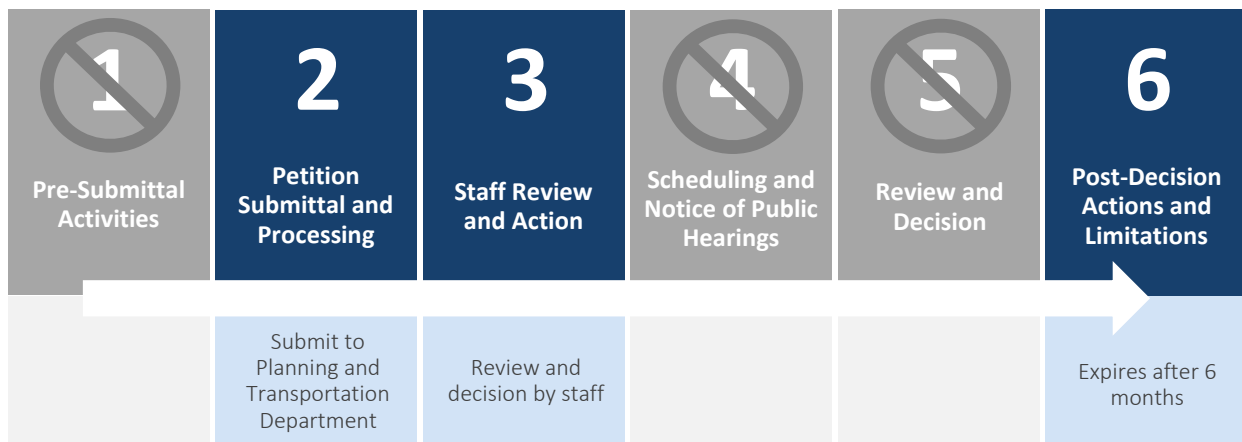 1
Pre-Submittal
Activities
2
Petition
Submittal and
Processing
Submit to
Planning and
Transportation
Department
3
Staff Review
and Action
Review and
decision by staff
4
Scheduling and
Notice of Public
Hearings
5
Review and
Decision
6
Post-Decision
Actions and
Limitations
Expires after 6
months